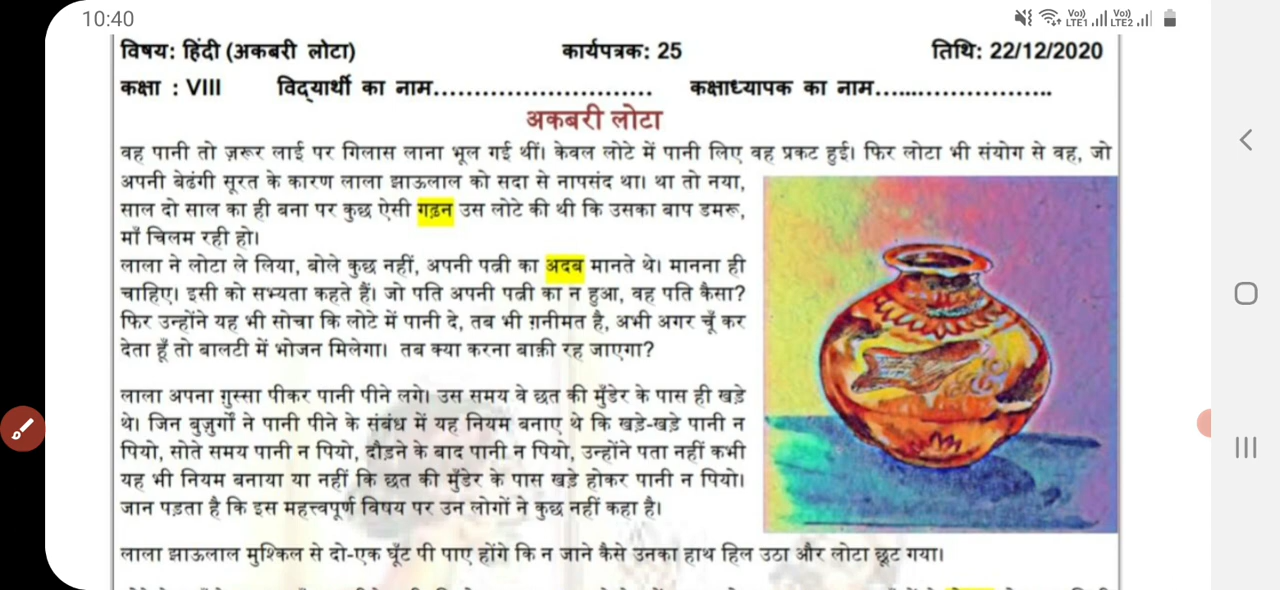 10:40
Vo)) LTE1 Vo)) LTE2
विषय: हिंदी (अकबरी लोटा) कार्यपत्रक: 25 तिथि: 22/12/2020
कक्षा : VIII विद्यार्थी का नाम........................... कक्षाध्यापक का नाम......................
अकबरी लोटा
वह पानी तो ज़रूर लाई पर गिलास लाना भूल गई थीं। केवल लोटे में पानी लिए वह प्रकट हुई। फिर लोटा भी संयोग से वह, जो
अपनी बेढंगी सूरत के कारण लाला झाऊलाल को सदा से नापसंद था। था तो नया,
साल दो साल का ही बना पर कुछ ऐसी गढ़न उस लोटे की थी कि उसका बाप डमरू,
माँ चिलम रही हो।
लाला ने लोटा ले लिया, बोले कुछ नहीं, अपनी पत्नी का अदब मानते थे। मानना ही
चाहिए। इसी को सभ्यता कहते हैं। जो पति अपनी पत्नी का न हुआ, वह पति कैसा?
फिर उन्होंने यह भी सोचा कि लोटे में पानी दे, तब भी ग़नीमत है, अभी अगर चूँ कर
देता हूँ तो बालटी में भोजन मिलेगा। तब क्या करना बाक़ी रह जाएगा?
लाला अपना ग़ुस्सा पीकर पानी पीने लगे। उस समय वे छत की मुँडेर के पास ही खड़े
थे। जिन बुज़ुर्गों ने पानी पीने के संबंध में यह नियम बनाए थे कि खड़े-खड़े पानी न
पियो, सोते समय पानी न पियो, दौड़ने के बाद पानी न पियो, उन्होंने पता नहीं कभी
यह भी नियम बनाया या नहीं कि छत की मुँडेर के पास खड़े होकर पानी न पियो।
जान पड़ता है कि इस महत्त्वपूर्ण विषय पर उन लोगों ने कुछ नहीं कहा है।
लाला झाऊलाल मुश्किल से दो-एक घूँट पी पाए होंगे कि न जाने कैसे उनका हाथ हिल उठा और लोटा छूट गया।